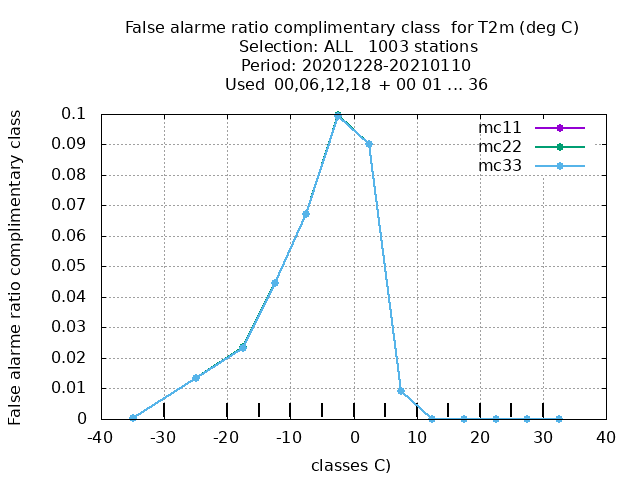 False alarme ratio complimentary class  for T2m (deg C)
Selection: ALL   1003 stations
Period: 20201228-20210110
Used  00,06,12,18  + 00 01 ... 36
False alarme ratio complimentary class
0.1
0.09
0.08
0.07
0.06
0.05
0.04
0.03
0.02
0.01
0
mc11
mc22
mc33
-40 -30 -20 -10 0 10 20 30 40
classes C)